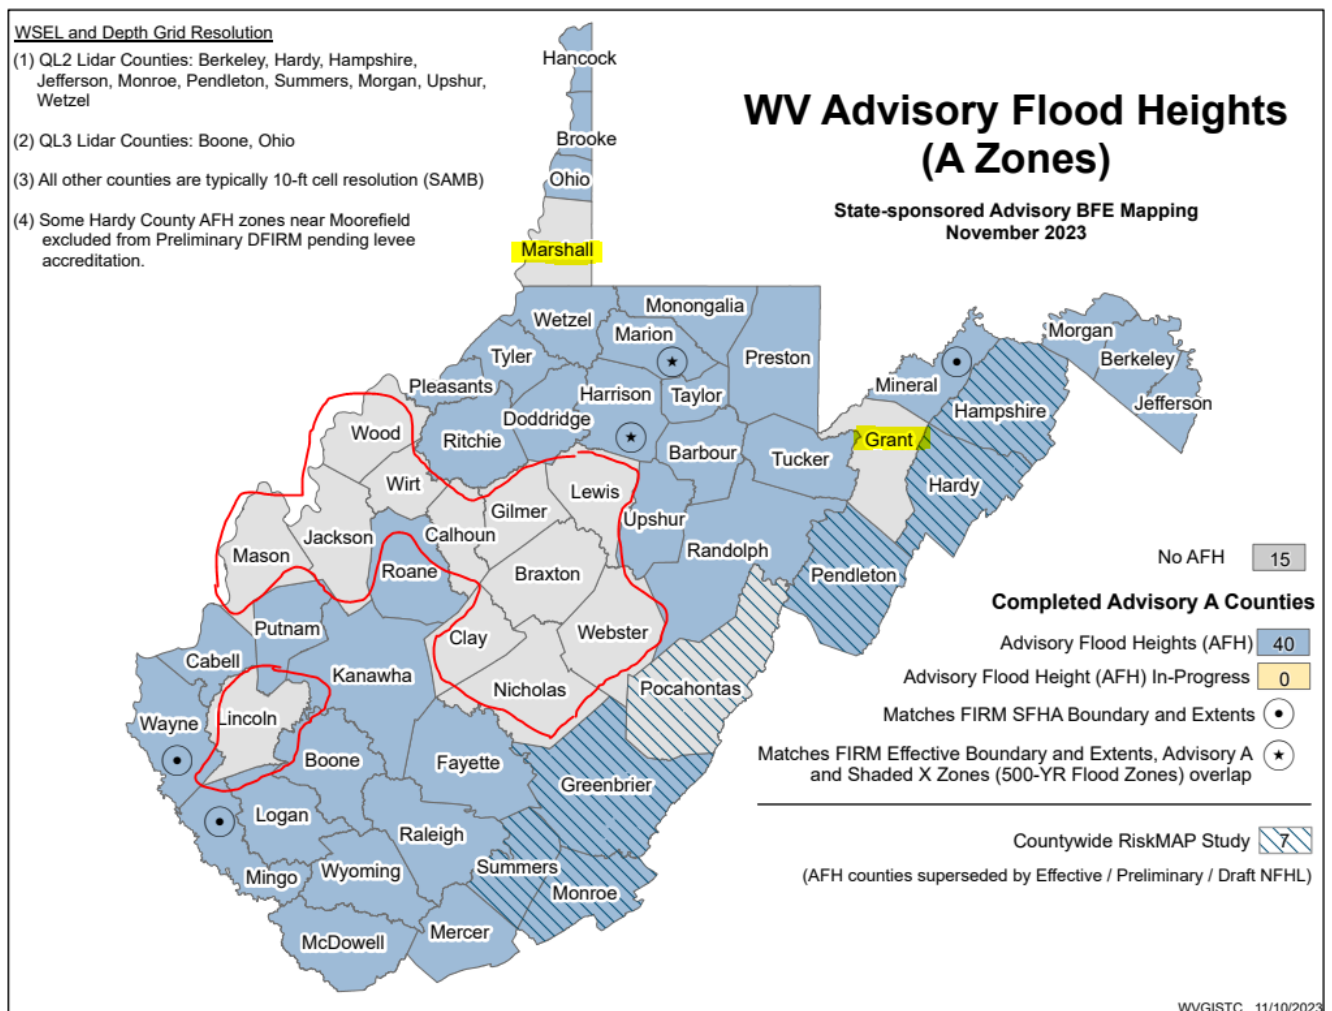 WSEL and Depth Grid Resolution
(1) QL2 Lidar Counties: Berkeley, Hardy, Hampshire,
Jefferson, Monroe, Pendleton, Summers, Morgan, Upshur,
Wetzel
(2) QL3 Lidar Counties: Boone, Ohio
(3) All other counties are typically 10-ft cell resolution (SAMB)
(4) Some Hardy County AFH zones near Moorefield
excluded from Preliminary DFIRM pending levee
accreditation.
WV Advisory Flood Heights
(A Zones)
State-sponsored Advisory BFE Mapping
November 2023
Hancock
Brooke
Ohio
Marshall
Wetzel
Monongalia
Marion
Preston
Tyler
Pleasants
Harrison
Taylor
Doddridge
Ritchie
Barbour
Tucker
Mineral
Morgan
Berkeley
Jefferson
Hampshire
Grant
Hardy
Wood
Wirt
Lewis
Gilmer
Upshur
Calhoun
Jackson
Mason
Roane
Braxton
Randolph
Pendleton
Putnam
Clay
Webster
Cabell
Kanawha
Nicholas
Pocahontas
Wayne
Lincoln
Boone
Fayette
Greenbrier
Logan
Raleigh
Mingo
Wyoming
Summers
Monroe
McDowell
Mercer
No AFH 15
Completed Advisory A Counties
Advisory Flood Heights (AFH) 40
Advisory Flood Height (AFH) In-Progress 0
Matches FIRM SFHA Boundary and Extents
Matches FIRM Effective Boundary and Extents, Advisory A
and Shaded X Zones (500-YR Flood Zones) overlap
Countywide RiskMAP Study 7
(AFH counties superseded by Effective / Preliminary / Draft NFHL)
WVGISTC 11/10/2023